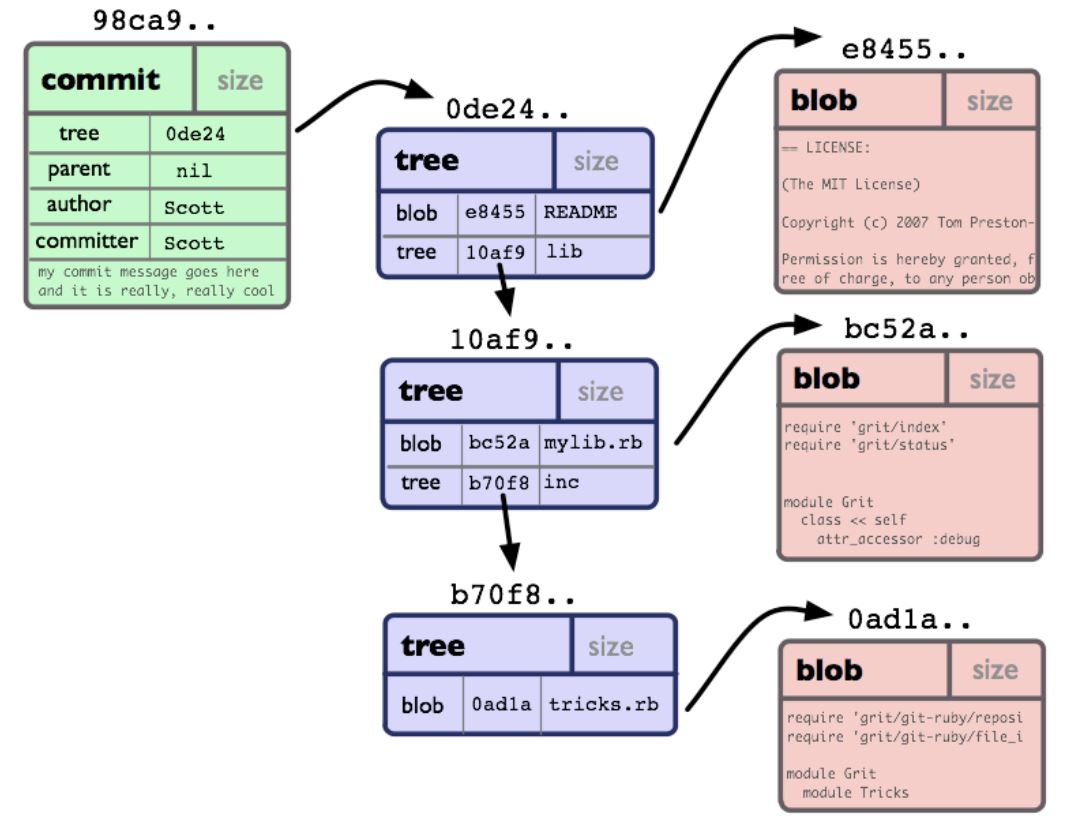 98ca9..
commit size
tree 0de24
parent nil
author Scott
committer Scott
my commit message goes here
and it is really, really cool
0de24..
tree size
blob e8455 README
tree 10af9 lib
10af9..
tree size
blob bc52a mylib.rb
tree b70f8 inc
b70f8..
tree size
blob 0ad1a tricks.rb
e8455..
blob size
== LICENSE:
(The MIT License)
Copyright (c) 2007 Tom Preston-
Permission is hereby granted, f
ree of charge, to any person ob
bc52a..
blob size
require 'grit/index'
require 'grit/status'
module Grit
class << self
attr_accessor :debug
0ad1a..
blob size
require 'grit/git-ruby/reposi
require 'grit/git-ruby/file_i
module Grit
module Tricks